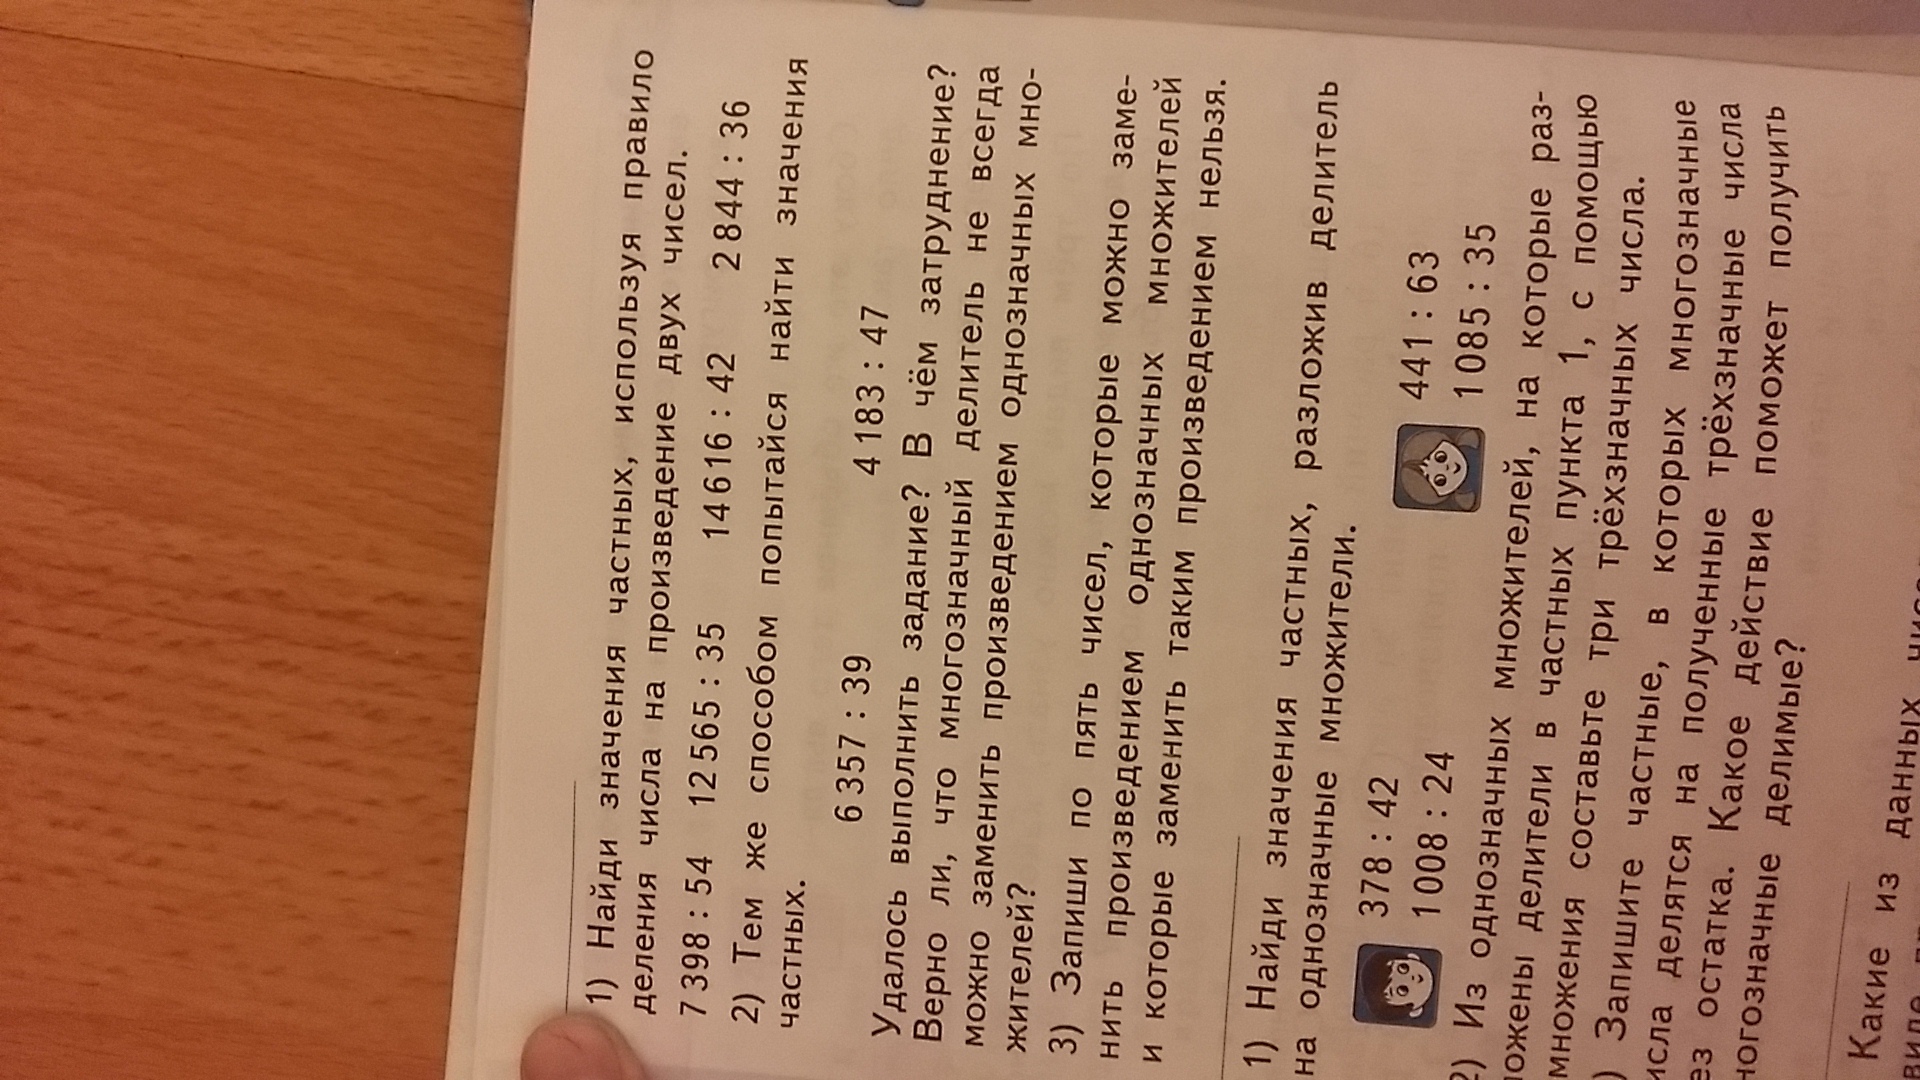 1) Найди значения частных, используя правило
деления числа на произведение двух чисел.
7 398 : 54 12 565 : 35 14 616 : 42 2 844 : 36
2) Тем же способом попытайся найти значения
частных.
6 357 : 39 4 183 : 47
Удалось выполнить задание? В чём затруднение?
Верно ли, что многозначный делитель не всегда
можно заменить произведением однозначных мно-
жителей?
3) Запиши по пять чисел, которые можно заме-
нить произведением однозначных множителей
и которые заменить таким произведением нельзя.
1) Найди значения частных, разложив делитель
на однозначные множители.
378 : 42 441 : 63
1 008 : 24 1 085 : 35
2) Из однозначных множителей, на которые раз-
ложены делители в частных пункта 1, с помощью
множения составьте три трёхзначных числа.
) Запишите частные, в которых многозначные
исла делятся на полученные трёхзначные числа
ез остатка. Какое действие поможет получить
ногозначные делимые?
Какие из данных